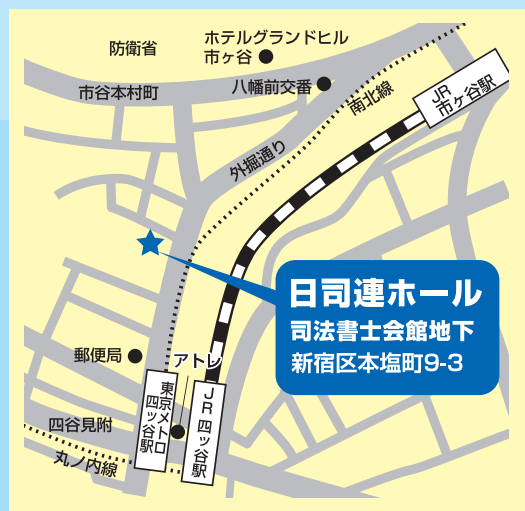 防衛省
ホテルグランドヒル
市ヶ谷
市谷本村町
八幡前交番
南北線
JR
市ヶ谷駅
外掘通り
日司連ホール
司法書士会館地下
新宿区本塩町9-3
郵便局
アトレ
東京メトロ
四ッ谷駅
JR 四ッ谷駅
四谷見附
丸ノ内線